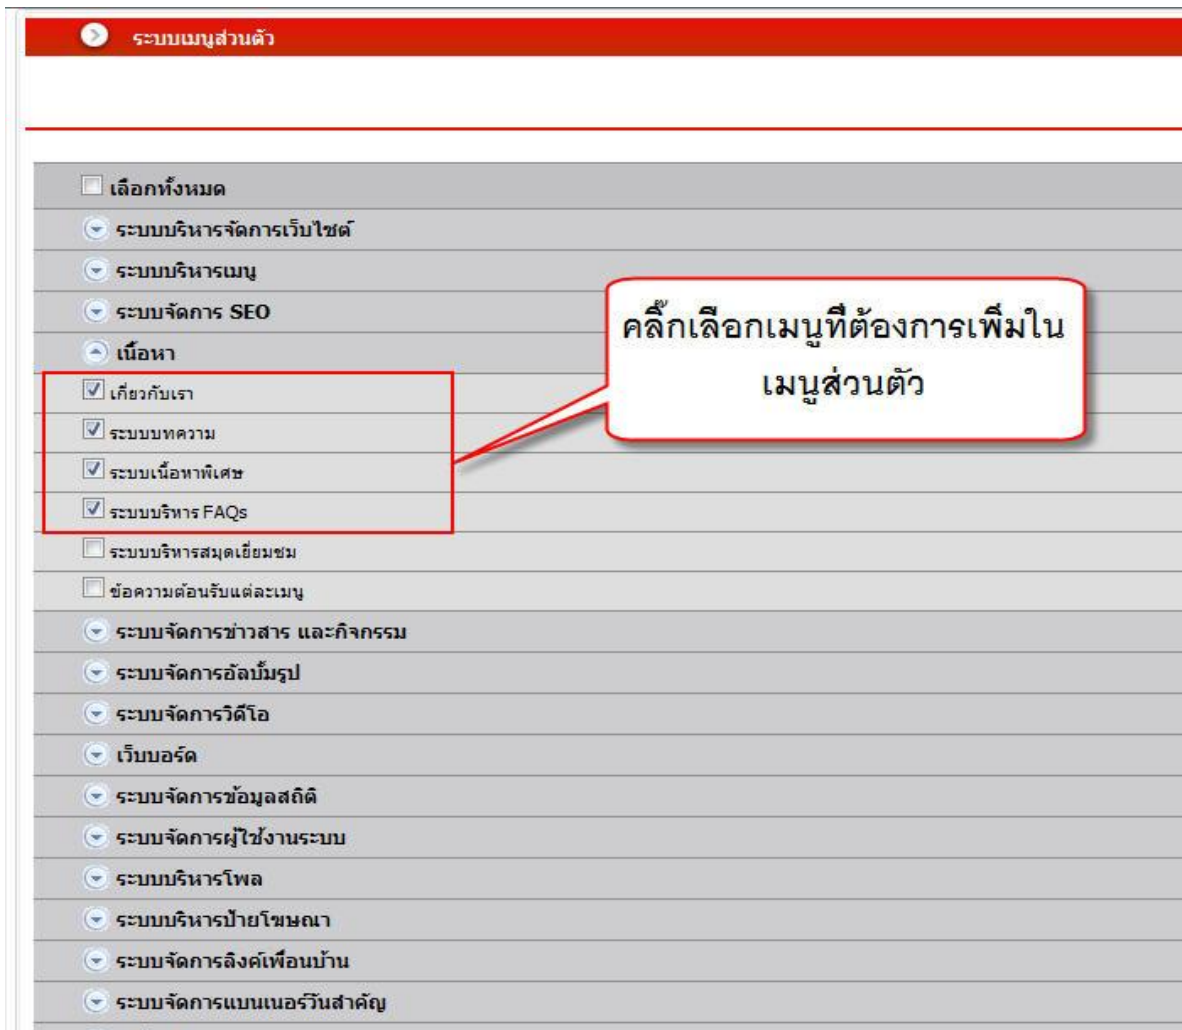 ระบบเมนูส่วนตัว
เลือกทั้งหมด
ระบบบริหารจัดการเว็บไซต์
ระบบบริหารเมนู
ระบบจัดการ SEO
เนื้อหา
คลิ๊กเลือกเมนูที่ต้องการเพิ่มใน
เมนูส่วนตัว
เกี่ยวกับเรา
ระบบบทความ
ระบบเนื้อหาพิเศษ
ระบบบริหาร FAQs
ระบบบริหารสมุดเยี่ยมชม
ข้อความต้อนรับแต่ละเมนู
ระบบจัดการข่าวสาร และกิจกรรม
ระบบจัดการอัลบั้มรูป
ระบบจัดการวิดีโอ
เว็บบอร์ด
ระบบจัดการข้อมูลสถิติ
ระบบจัดการผู้ใช้งานระบบ
ระบบบริหารโพล
ระบบบริหารป้ายโฆษณา
ระบบจัดการลิงค์เพื่อนบ้าน
ระบบจัดการแบนเนอร์วันสำคัญ